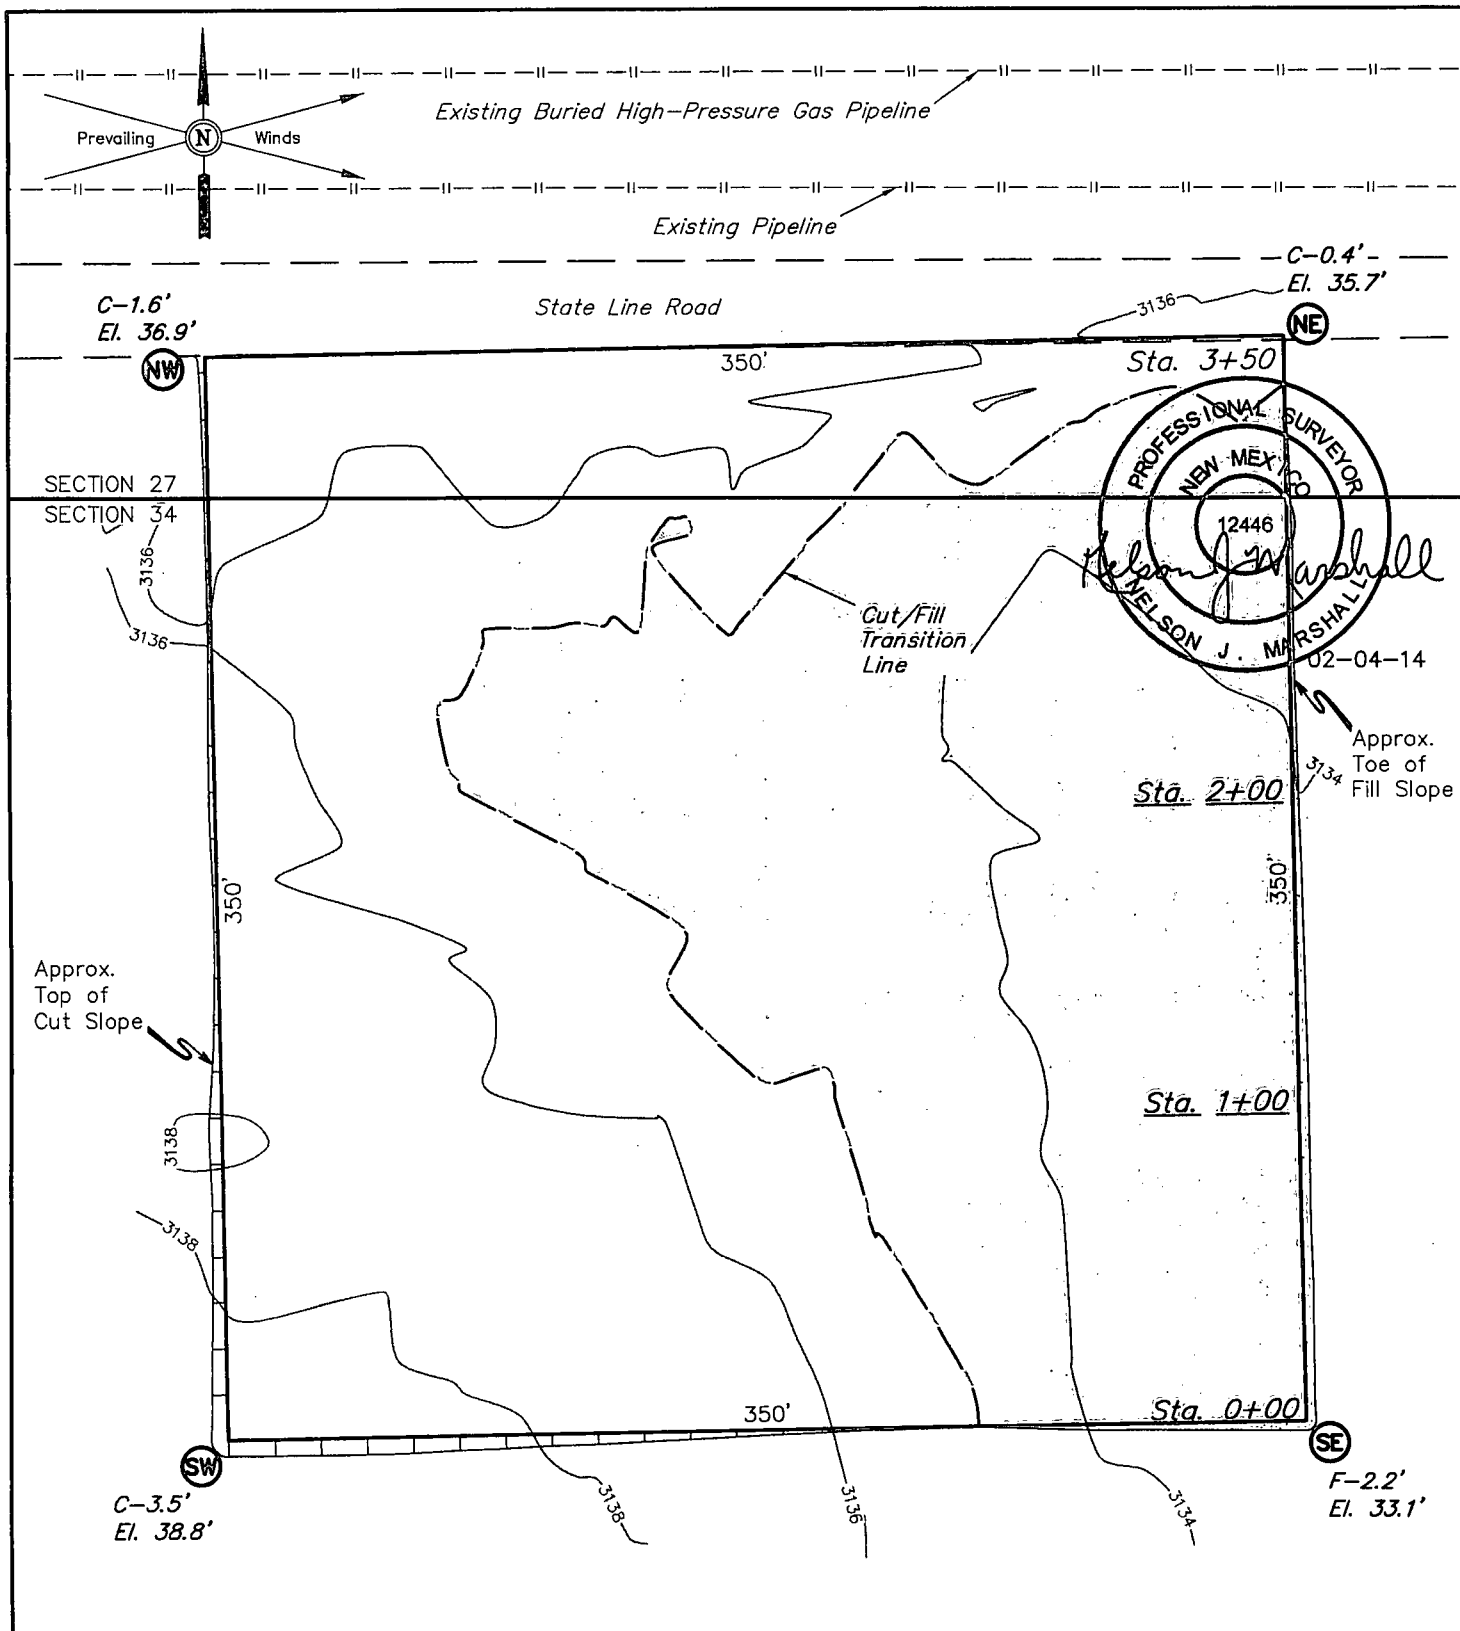 Existing Buried High-Pressure Gas Pipeline
Prevailing N Winds
Existing Pipeline
C-0.4'
El. 35.7'
C-1.6'
El. 36.9'
State Line Road
3136
NE
NW
350'
Sta. 3+50
PROFESSIONAL SURVEYOR
NEW MEXICO
12446
NELSON J. MARSHALL
Nelson J Marshall
02-04-14
SECTION 27
SECTION 34
3136
3136
Cut/Fill
Transition
Line
Approx.
Toe of
Fill Slope
3134
Sta. 2+00
350'
350'
Approx.
Top of
Cut Slope
Sta. 1+00
3138
3138
350'
Sta. 0+00
SW
SE
C-3.5'
El. 38.8'
3138
3136
3134
F-2.2'
El. 33.1'